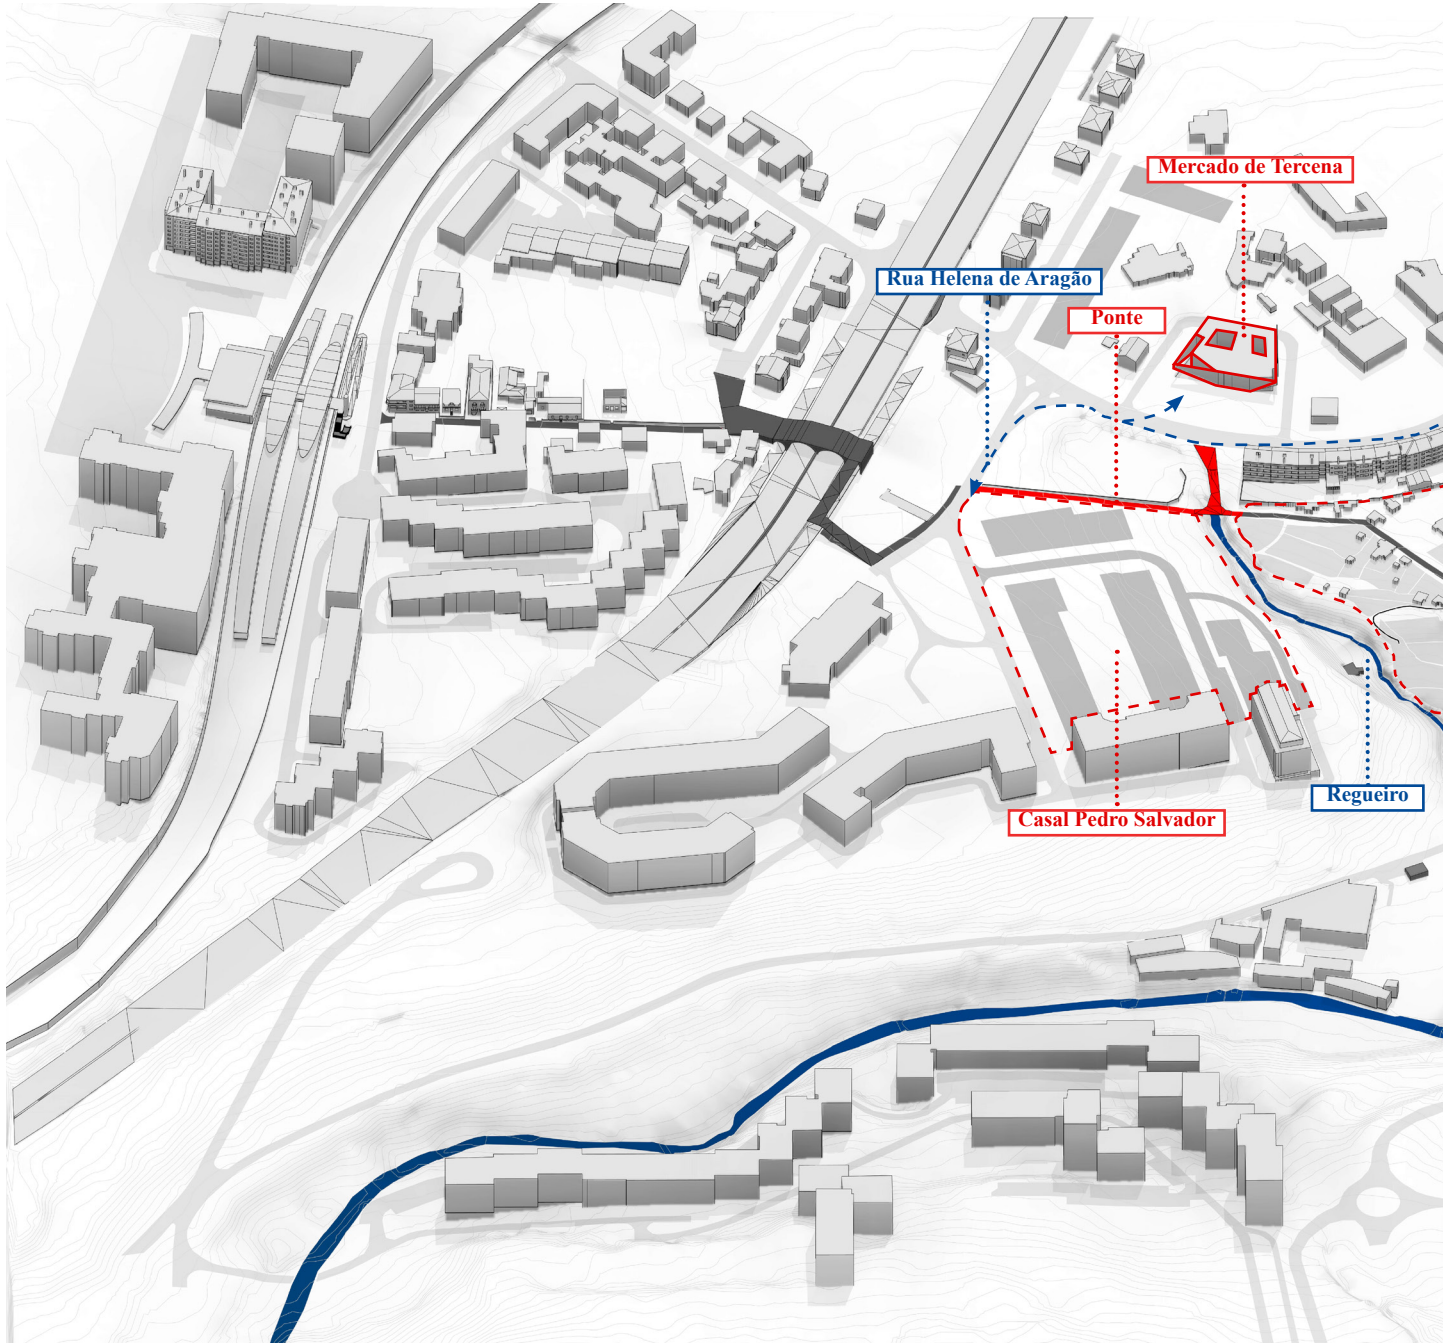 Mercado de Tercena
Rua Helena de Aragão
Ponte
Regueiro
Casal Pedro Salvador